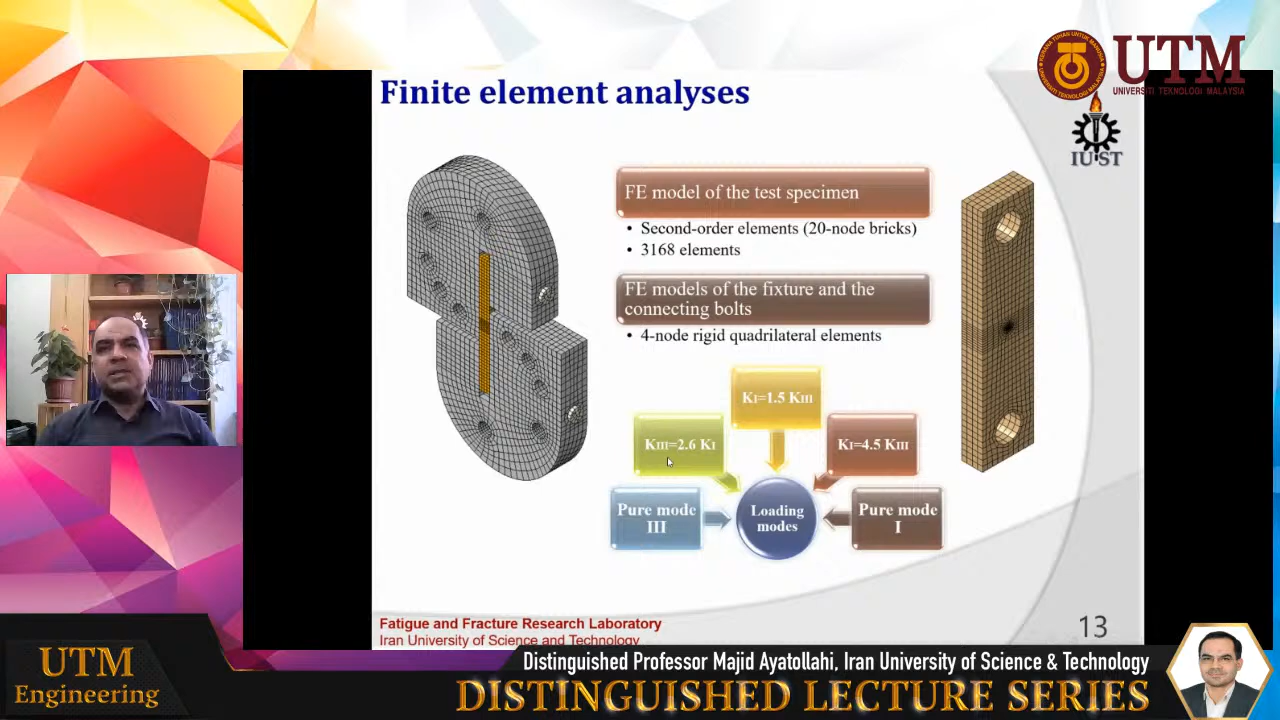 UTM
UNIVERSITI TEKNOLOGI MALAYSIA
IUST
Finite element analyses
FE model of the test specimen
• Second-order elements (20-node bricks)
• 3168 elements
FE models of the fixture and the
connecting bolts
• 4-node rigid quadrilateral elements
KI=1.5 KIII
KIII=2.6 KI
KI=4.5 KIII
Pure mode
III
Loading
modes
Pure mode
I
Fatigue and Fracture Research Laboratory
Iran University of Science and Technology
13
UTM
Engineering
Distinguished Professor Majid Ayatollahi, Iran University of Science & Technology
DISTINGUISHED LECTURE SERIES